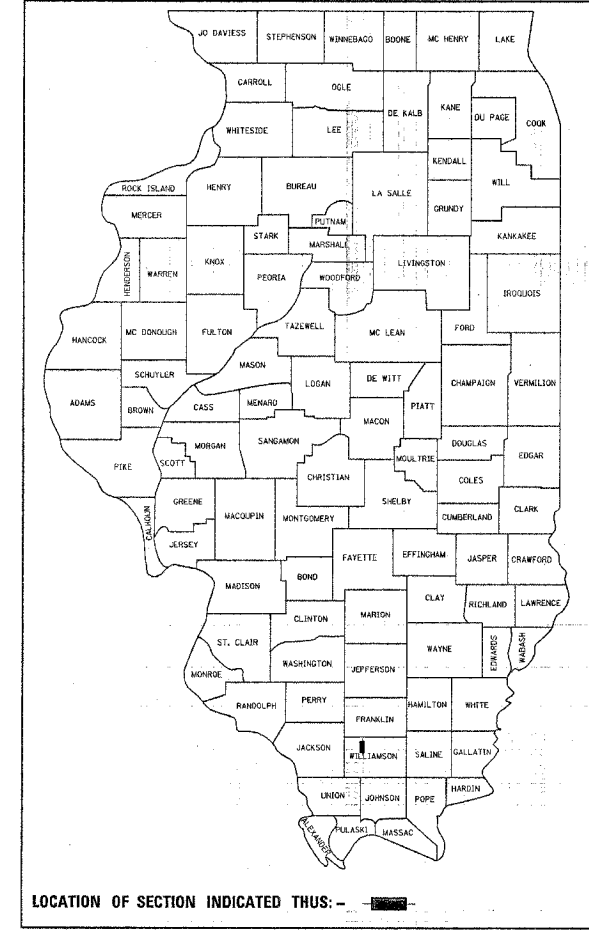 JO DAVIESS STEPHENSON WINNEBAGO BOONE MC HENRY LAKE
CARROLL OGLE DE KALB KANE DU PAGE COOK
WHITESIDE LEE
KENDALL WILL
ROCK ISLAND HENRY BUREAU LA SALLE GRUNDY
MERCER PUTNAM
STARK MARSHALL KANKAKEE
HENDERSON WARREN KNOX PEORIA WOODFORD LIVINGSTON IROQUOIS
HANCOCK MC DONOUGH FULTON TAZEWELL MC LEAN FORD
MASON
SCHUYLER LOGAN DE WITT CHAMPAIGN VERMILION
ADAMS BROWN CASS MENARD MACON PIATT
MORGAN SANGAMON DOUGLAS
PIKE SCOTT CHRISTIAN MOULTRIE COLES EDGAR
CALHOUN GREENE MACOUPIN MONTGOMERY SHELBY CUMBERLAND CLARK
JERSEY FAYETTE EFFINGHAM JASPER CRAWFORD
MADISON BOND CLAY RICHLAND LAWRENCE
CLINTON MARION
ST. CLAIR WAYNE EDWARDS WABASH
MONROE WASHINGTON JEFFERSON
RANDOLPH PERRY HAMILTON WHITE
FRANKLIN
JACKSON WILLIAMSON SALINE GALLATIN
UNION JOHNSON POPE HARDIN
ALEXANDER PULASKI MASSAC
LOCATION OF SECTION INDICATED THUS: -